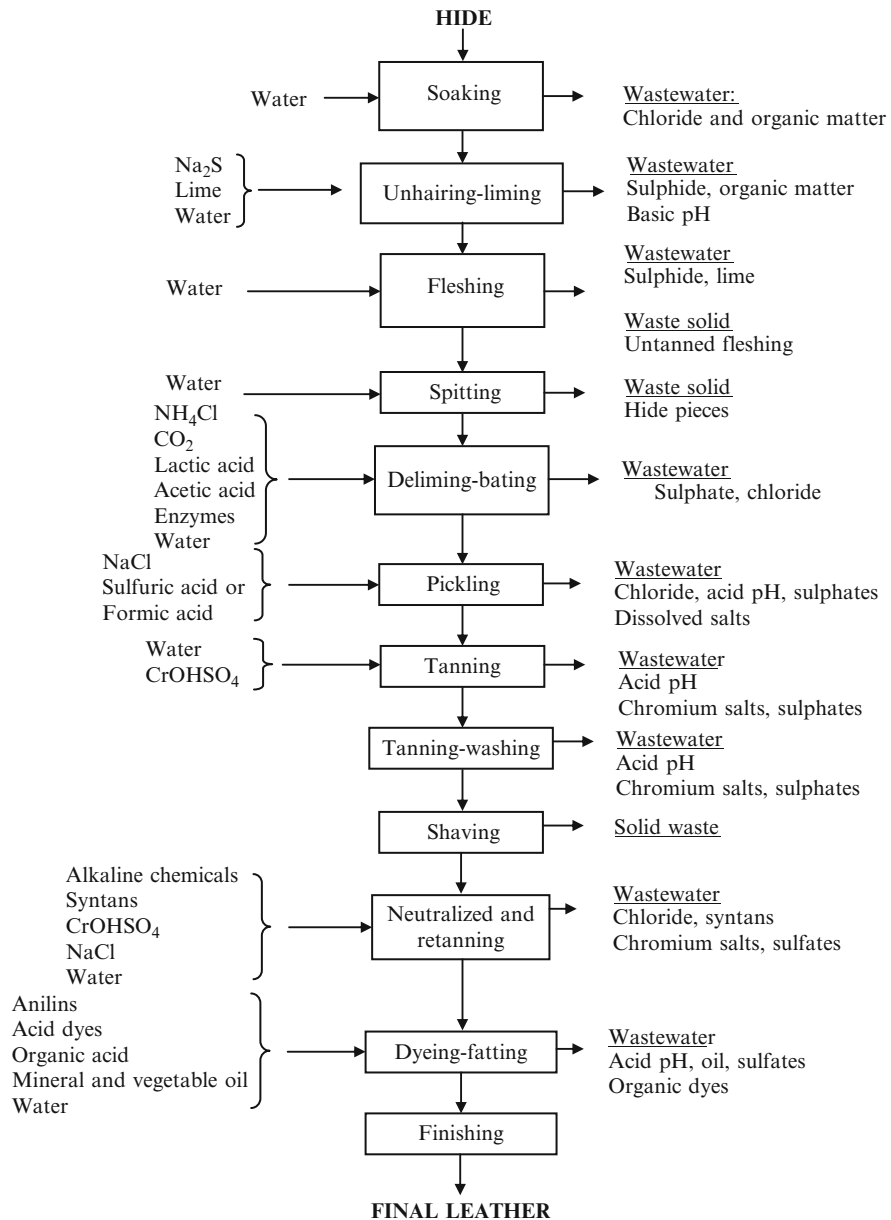 HIDE
Water
Soaking
Wastewater:
Chloride and organic matter
Na₂S
Lime
Water
Unhairing-liming
Wastewater
Sulphide, organic matter
Basic pH
Water
Fleshing
Wastewater
Sulphide, lime
Waste solid
Untanned fleshing
Water
Spitting
Waste solid
Hide pieces
NH₄Cl
CO₂
Lactic acid
Acetic acid
Enzymes
Water
Deliming-bating
Wastewater
Sulphate, chloride
NaCl
Sulfuric acid or
Formic acid
Pickling
Wastewater
Chloride, acid pH, sulphates
Dissolved salts
Water
CrOHSO₄
Tanning
Wastewater
Acid pH
Chromium salts, sulphates
Tanning-washing
Wastewater
Acid pH
Chromium salts, sulphates
Shaving
Solid waste
Alkaline chemicals
Syntans
CrOHSO₄
NaCl
Water
Neutralized and
retanning
Wastewater
Chloride, syntans
Chromium salts, sulfates
Anilins
Acid dyes
Organic acid
Mineral and vegetable oil
Water
Dyeing-fatting
Wastewater
Acid pH, oil, sulfates
Organic dyes
Finishing
FINAL LEATHER